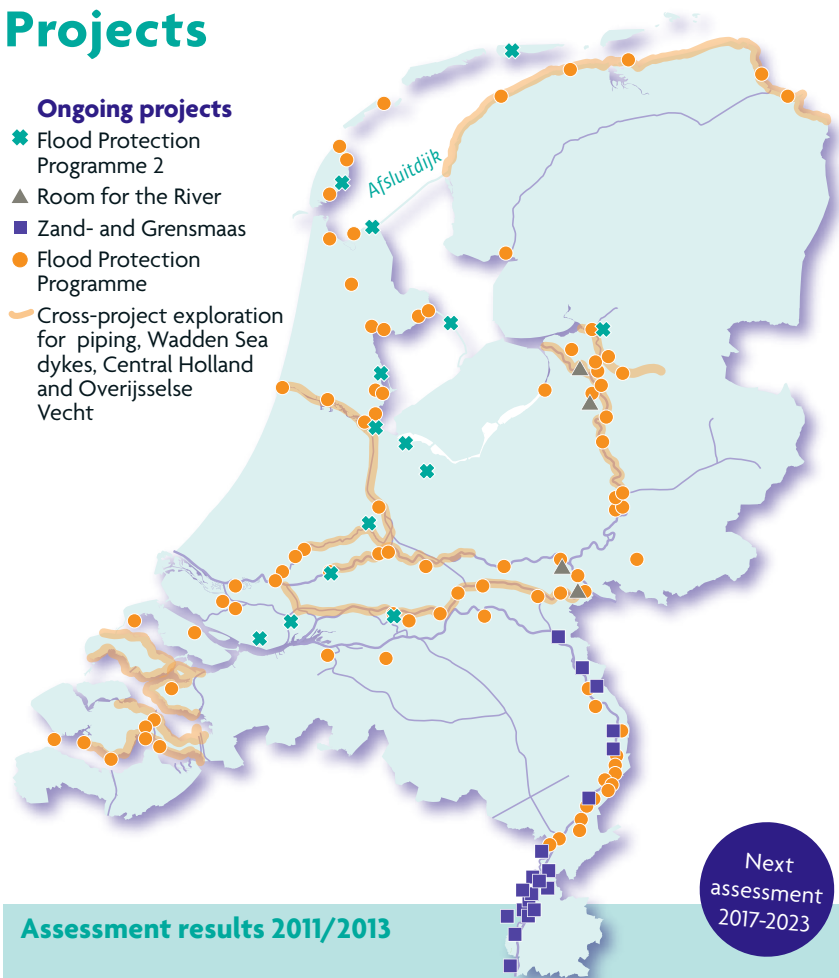 Projects
Ongoing projects
Flood Protection
Programme 2
Room for the River
Zand- and Grensmaas
Flood Protection
Programme
Cross-project exploration
for piping, Wadden Sea
dykes, Central Holland
and Overijsselse
Vecht
Afsluitdijk
Next
assessment
2017-2023
Assessment results 2011/2013